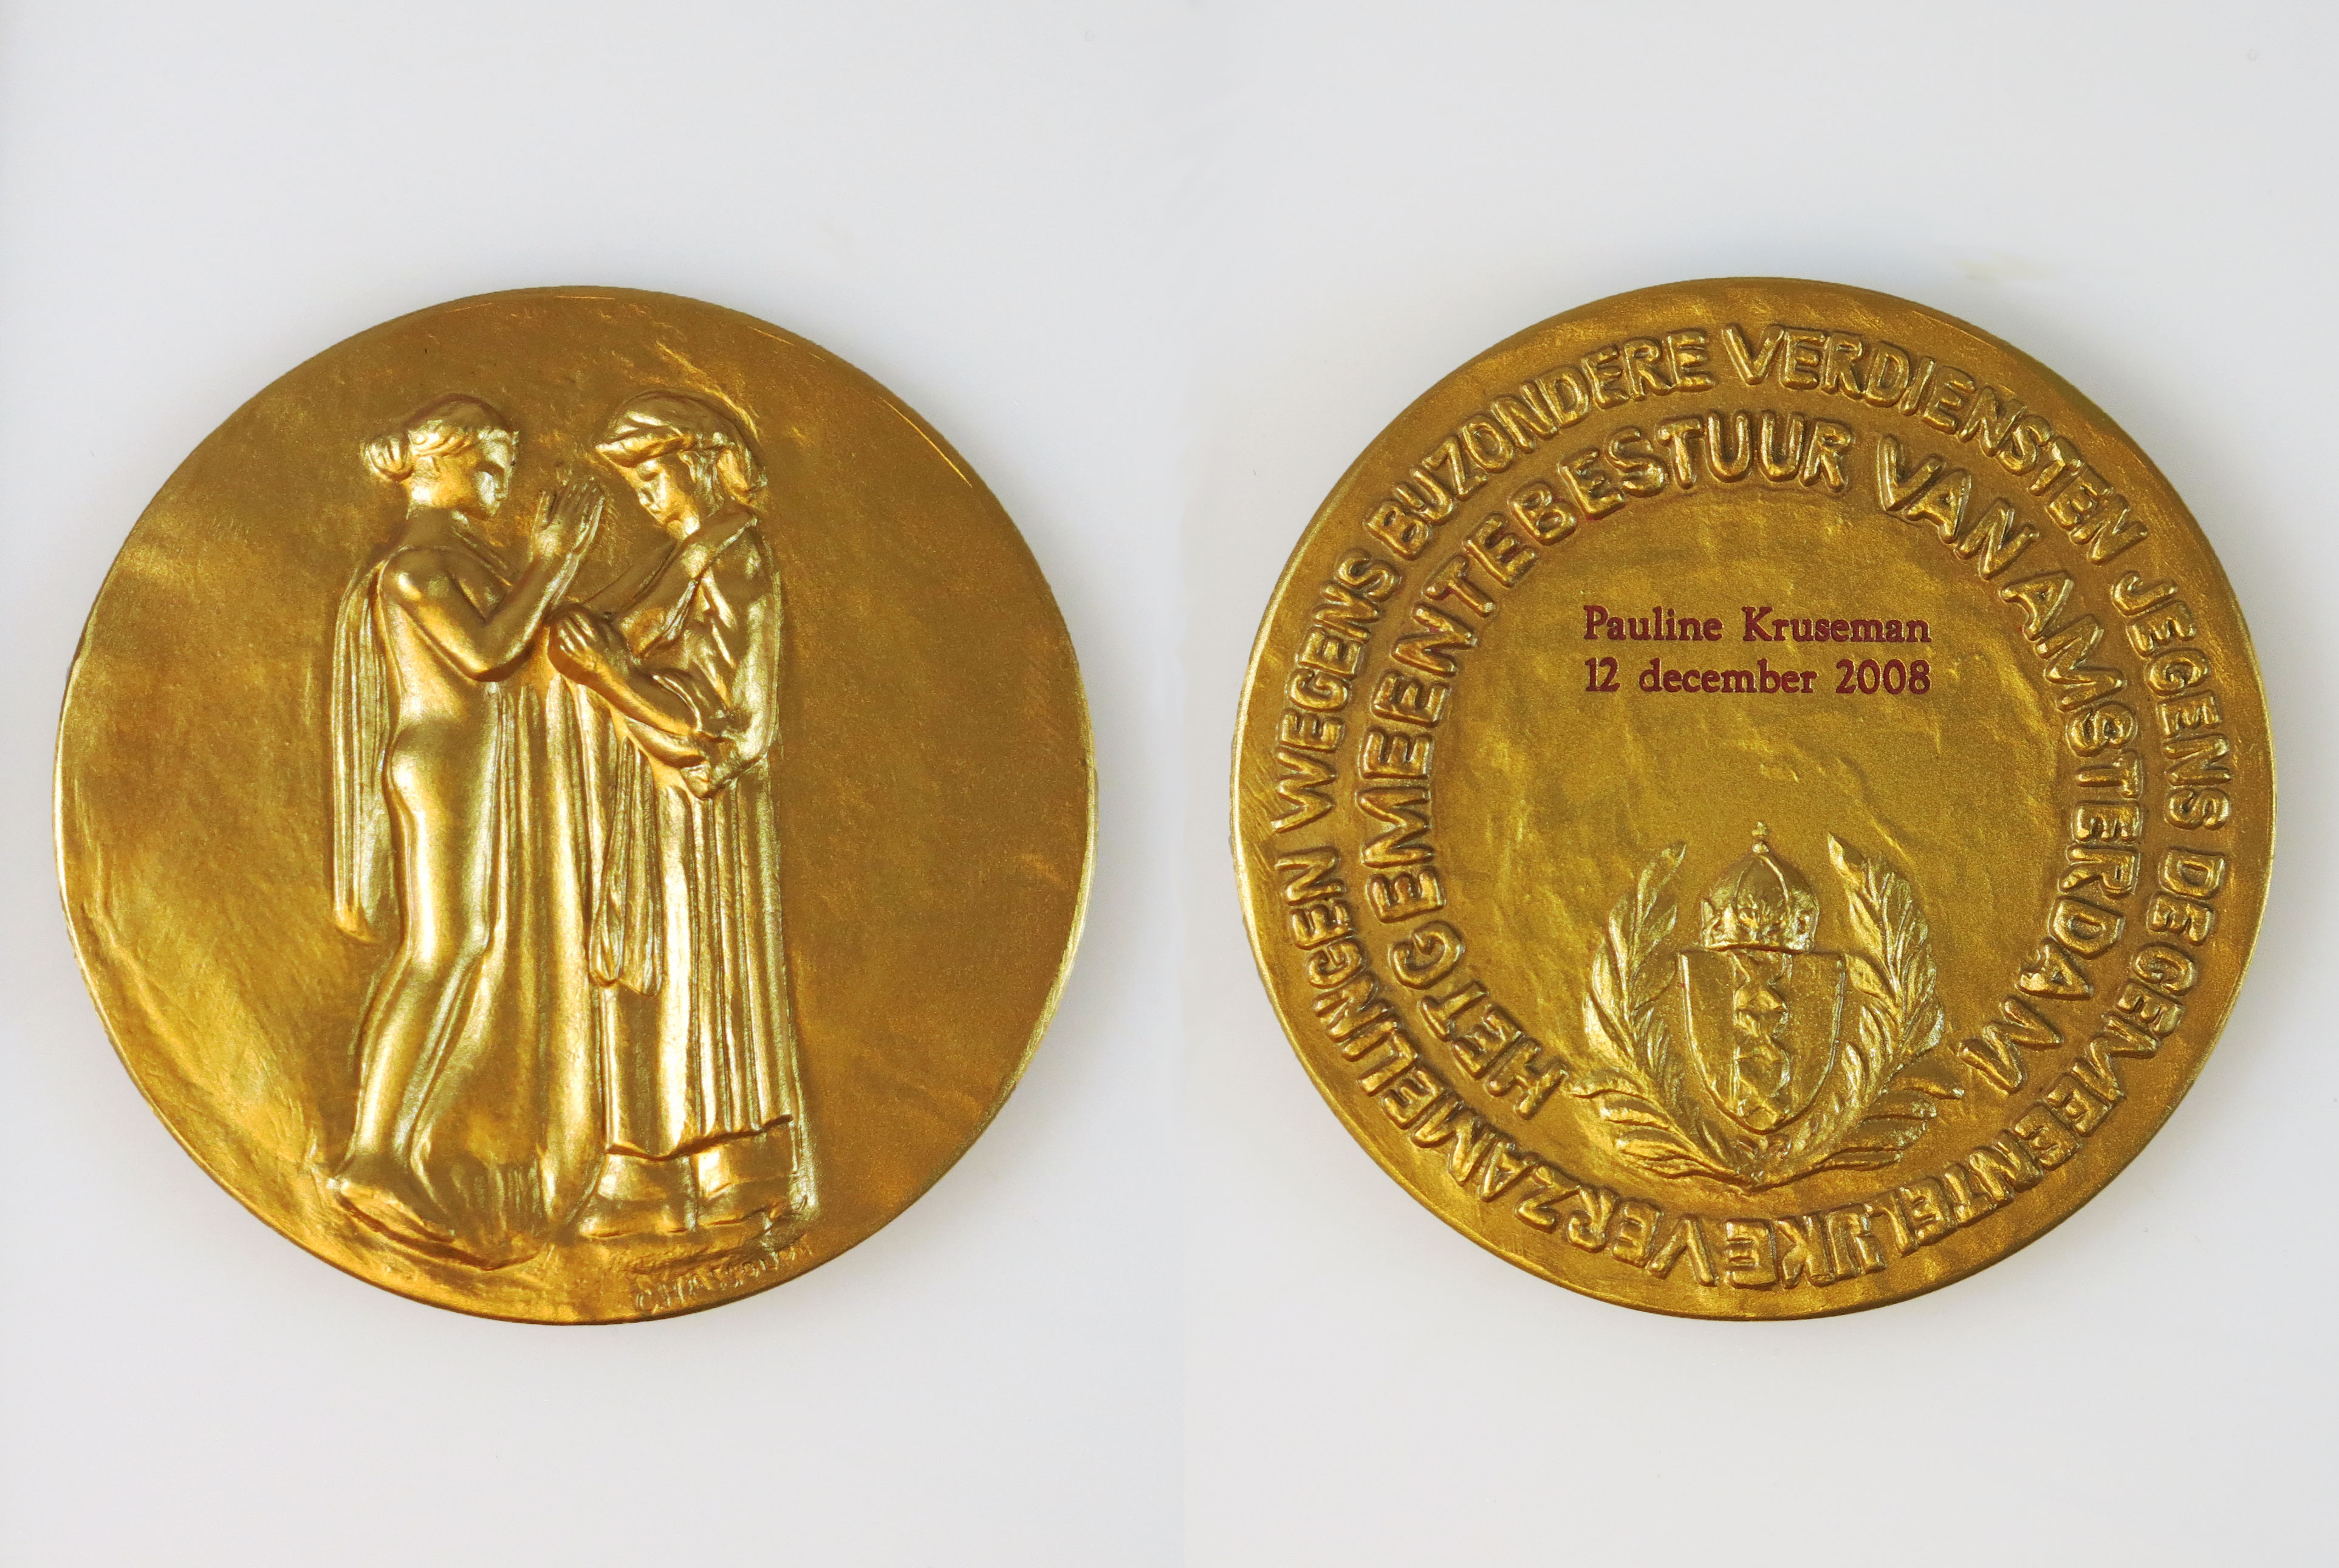 WEGENS BIJZONDERE VERDIENSTEN JEGENS DE GEMEENTELIJKE VERZAMELINGEN
HET GEMEENTEBESTUUR VAN AMSTERDAM
Pauline Kruseman
12 december 2008